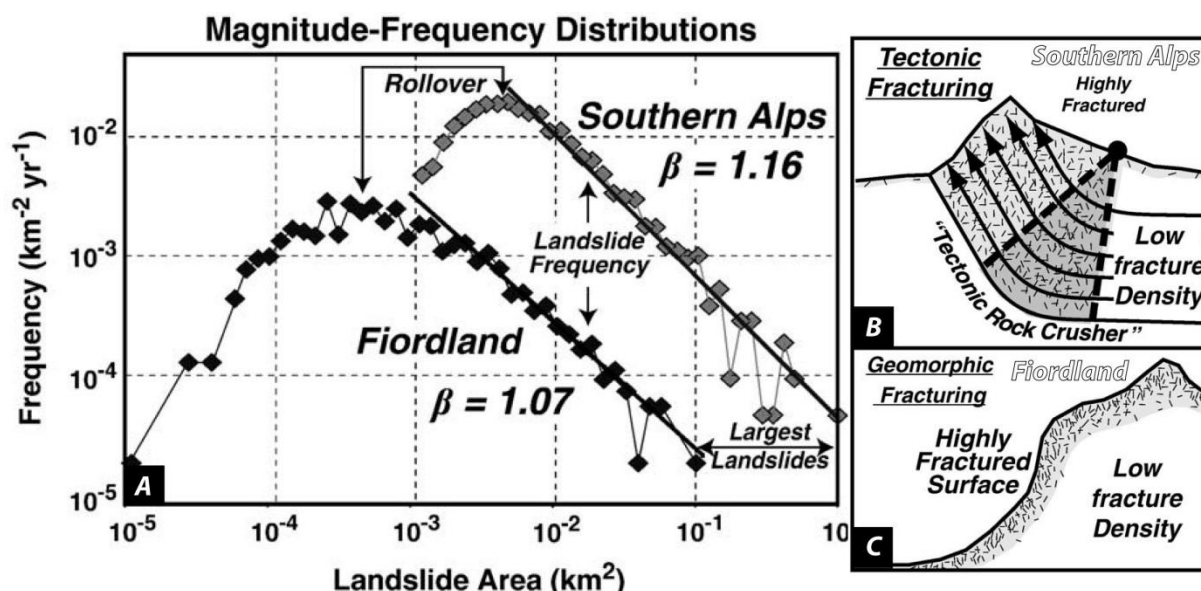 Magnitude-Frequency Distributions
Frequency (km-2 yr-1)
10-2
10-3
10-4
10-5
Rollover
Southern Alps
β = 1.16
Landslide
Frequency
Fiordland
β = 1.07
Largest
Landslides
A
10-5
10-4
10-3
10-2
10-1
1.0
Landslide Area (km2)
Tectonic
Fracturing
Southern Alps
Highly
Fractured
Low
fracture
Density
"Tectonic Rock Crusher"
B
Geomorphic
Fracturing
Fiordland
Highly
Fractured
Surface
Low
fracture
Density
C